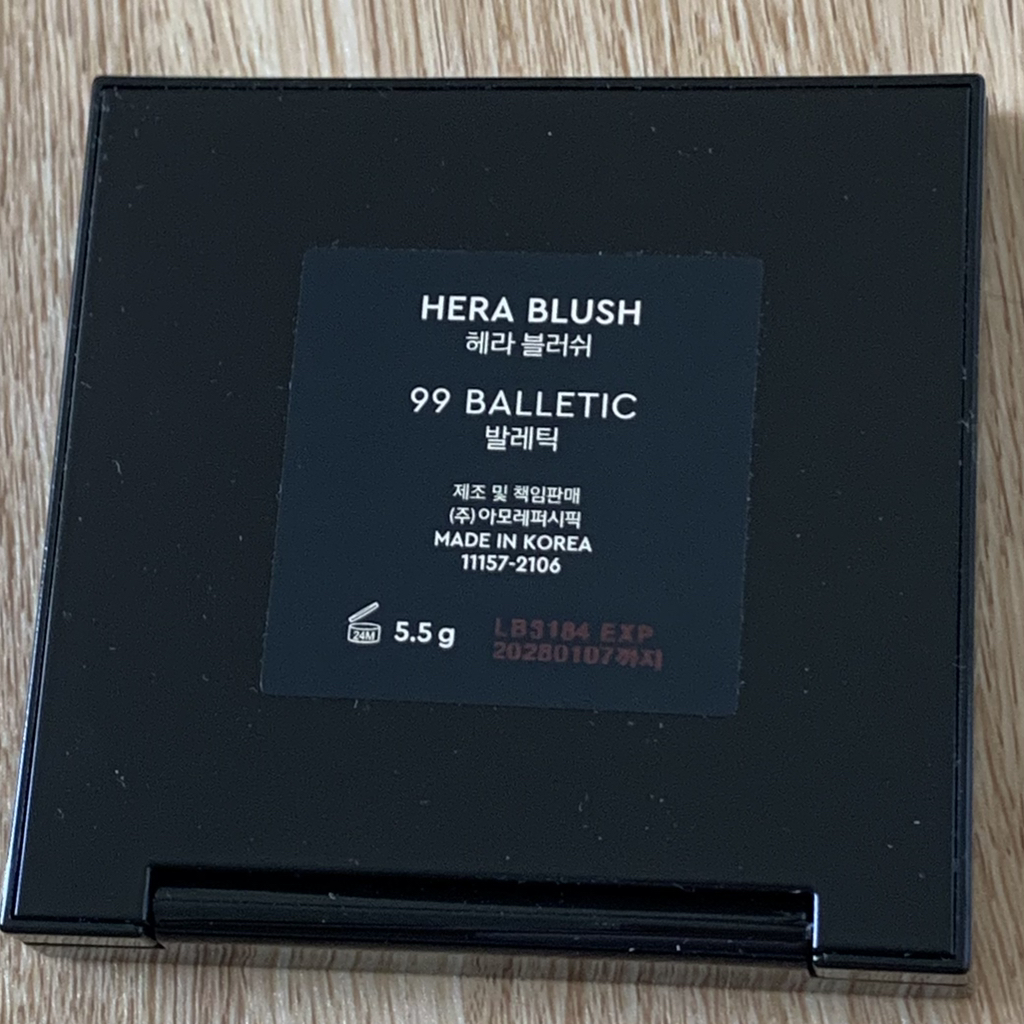 HERA BLUSH
헤라 블러쉬
99 BALLETIC
발레틱
제조 및 책임판매
(주)아모레퍼시픽
MADE IN KOREA
11157-2106
24M 5.5 g
LB3184 EXP
20280107까지